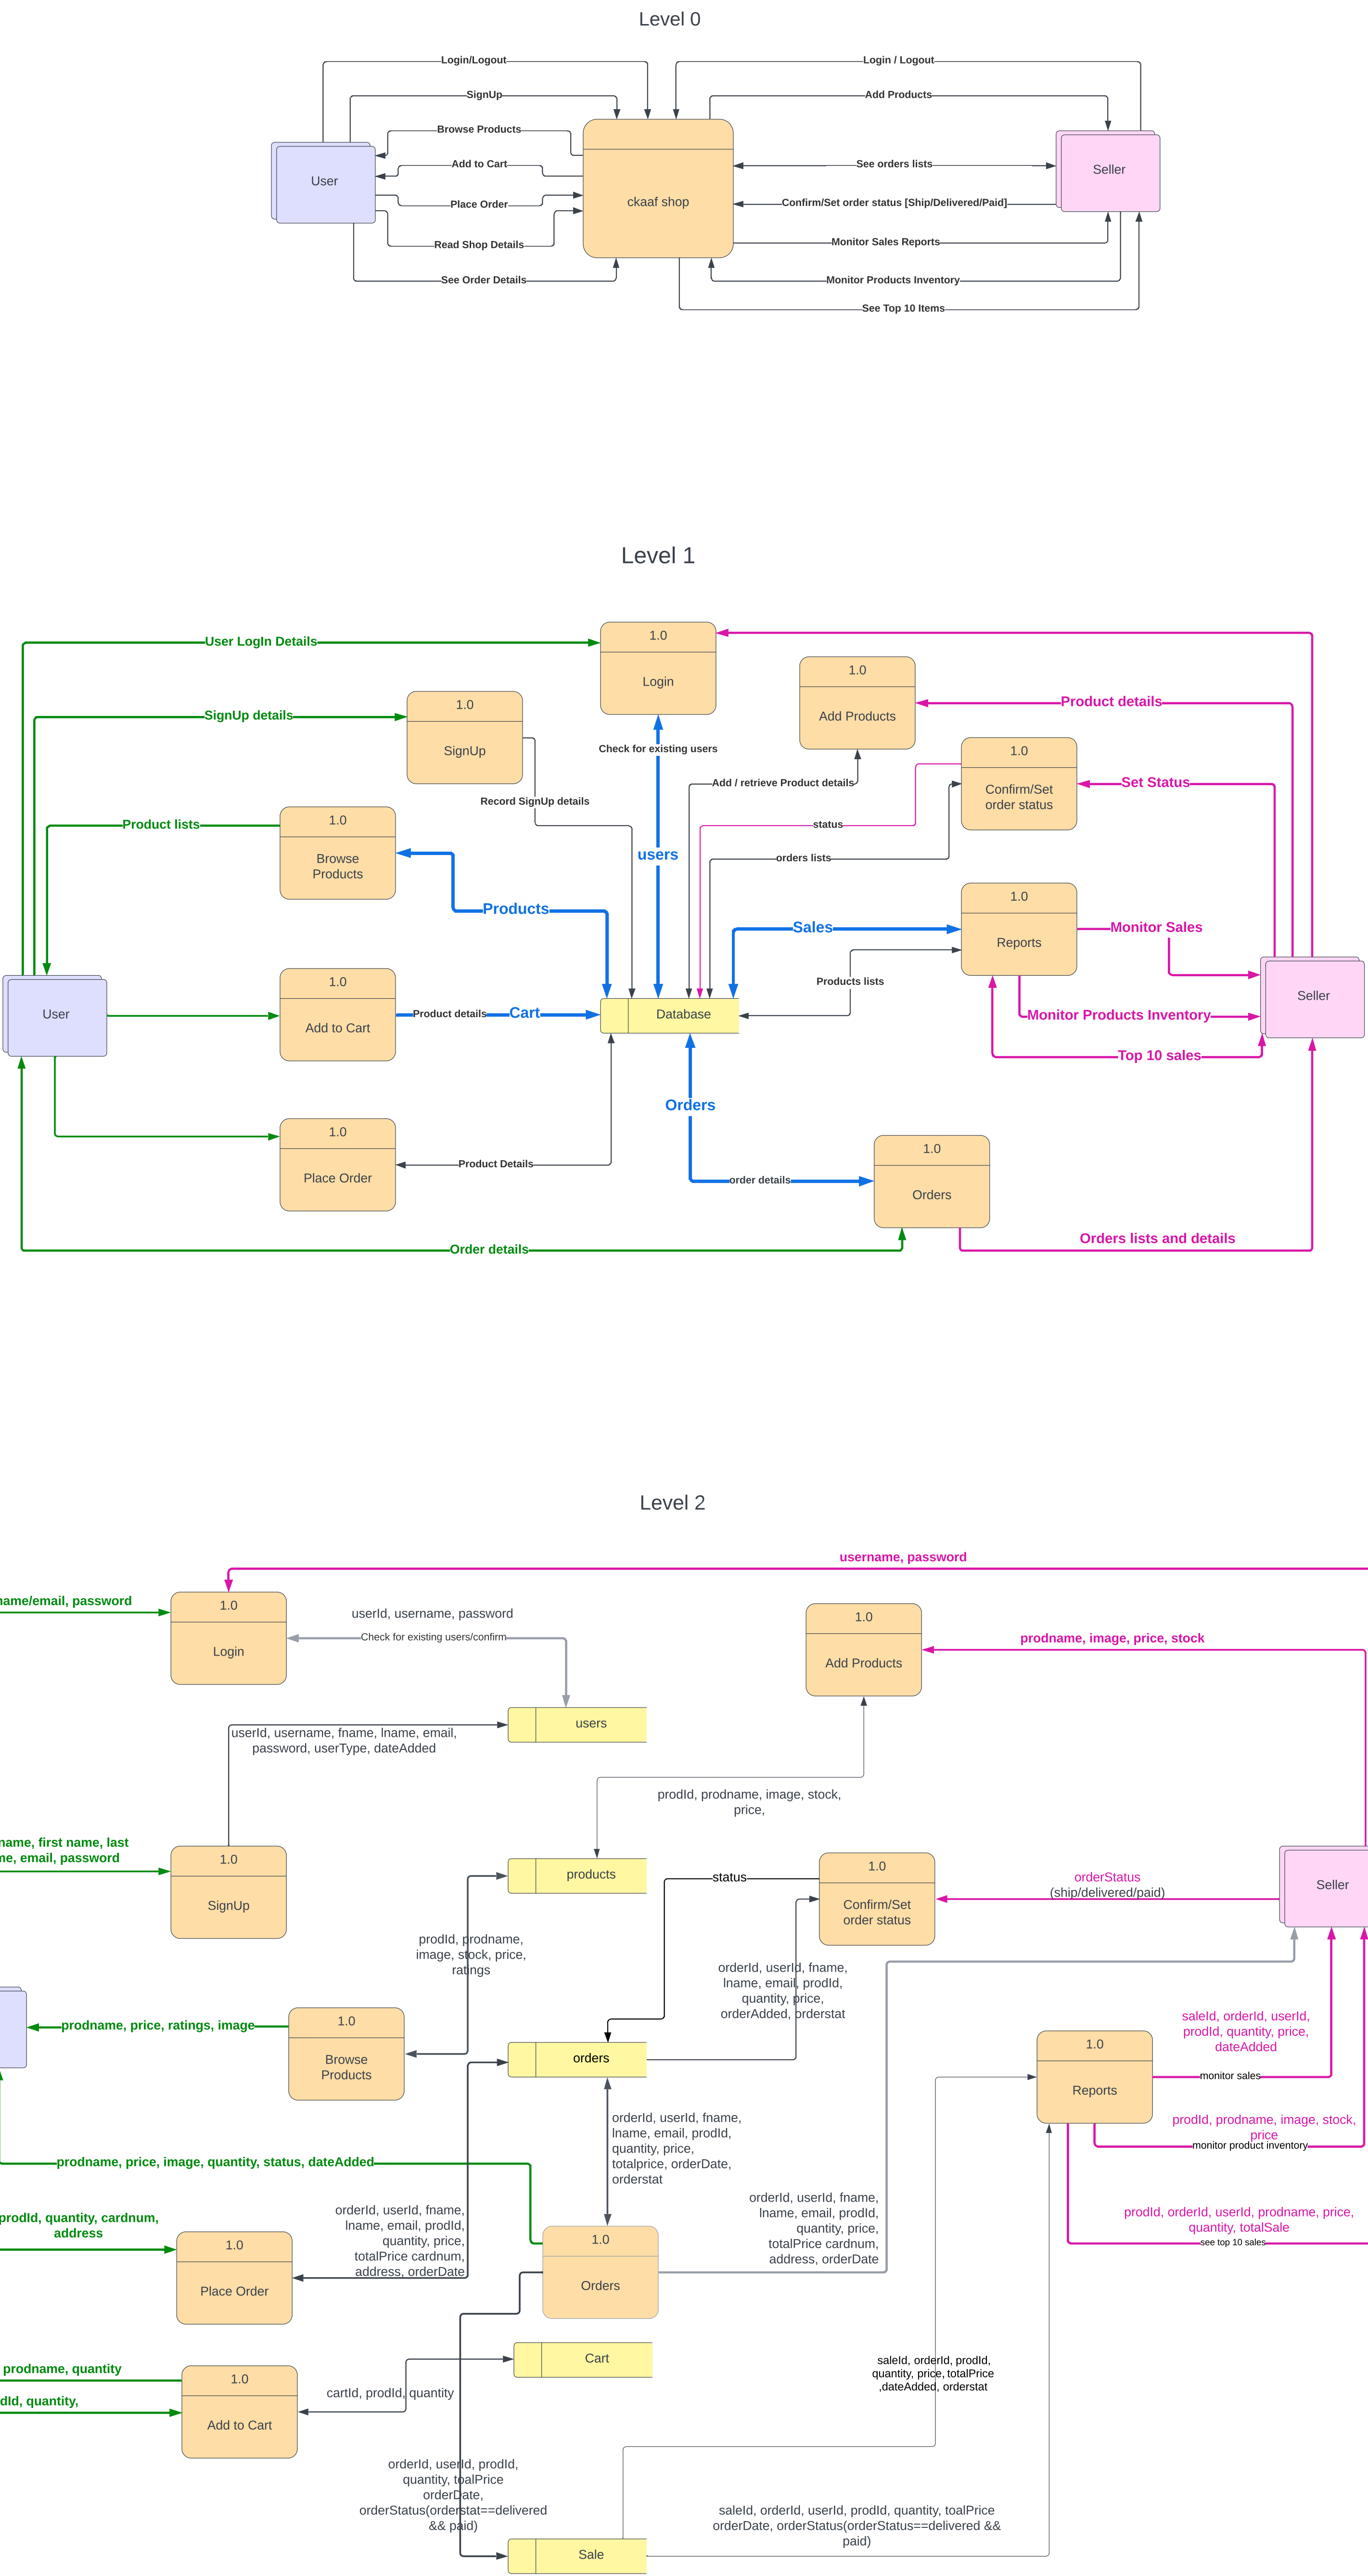 Level 0
Login/Logout
Login / Logout
SignUp
Add Products
Browse Products
Add to Cart
See orders lists
User
ckaaf shop
Seller
Place Order
Confirm/Set order status [Ship/Delivered/Paid]
Read Shop Details
Monitor Sales Reports
See Order Details
Monitor Products Inventory
See Top 10 Items
Level 1
User LogIn Details
1.0
Login
1.0
Add Products
Product details
SignUp details
1.0
SignUp
Check for existing users
1.0
Confirm/Set
order status
Set Status
Add / retrieve Product details
Record SignUp details
Product lists
1.0
Browse
Products
status
users
orders lists
1.0
Reports
Products
Sales
Monitor Sales
Products lists
User
1.0
Add to Cart
Product details
Cart
Database
Monitor Products Inventory
Seller
Top 10 sales
Orders
1.0
Place Order
Product Details
order details
1.0
Orders
Order details
Orders lists and details
Level 2
username, password
name/email, password
1.0
Login
userId, username, password
Check for existing users/confirm
1.0
Add Products
prodname, image, price, stock
users
userId, username, fname, lname, email,
password, userType, dateAdded
prodId, prodname, image, stock,
price,
name, first name, last
me, email, password
1.0
SignUp
products
status
1.0
Confirm/Set
order status
orderStatus
(ship/delivered/paid)
Seller
prodId, prodname,
image, stock, price,
ratings
orderId, userId, fname,
lname, email, prodId,
quantity, price,
orderAdded, orderstat
prodname, price, ratings, image
1.0
Browse
Products
orders
saleId, orderId, userId,
prodId, quantity, price,
dateAdded
1.0
Reports
monitor sales
orderId, userId, fname,
lname, email, prodId,
quantity, price,
totalprice, orderDate,
orderstat
prodId, prodname, image, stock,
price
monitor product inventory
prodname, price, image, quantity, status, dateAdded
prodId, quantity, cardnum,
address
1.0
Place Order
orderId, userId, fname,
lname, email, prodId,
quantity, price,
totalPrice cardnum,
address, orderDate
1.0
Orders
orderId, userId, fname,
lname, email, prodId,
quantity, price,
totalPrice cardnum,
address, orderDate
prodId, orderId, userId, prodname, price,
quantity, totalSale
see top 10 sales
Cart
prodname, quantity
dId, quantity,
1.0
Add to Cart
cartId, prodId, quantity
saleId, orderId, prodId,
quantity, price, totalPrice
,dateAdded, orderstat
orderId, userId, prodId,
quantity, toalPrice
orderDate,
orderStatus(orderstat==delivered
&& paid)
saleId, orderId, userId, prodId, quantity, toalPrice
orderDate, orderStatus(orderStatus==delivered &&
paid)
Sale